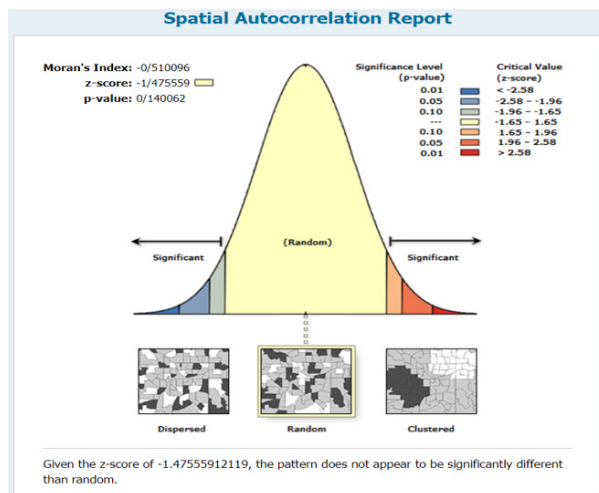 Spatial Autocorrelation Report
Moran's Index: -0/510096
z-score: -1/475559
p-value: 0/140062
Significance Level Critical Value
(p-value) (z-score)
0.01 < -2.58
0.05 -2.58 – -1.96
0.10 -1.96 – -1.65
--- -1.65 – 1.65
0.10 1.65 – 1.96
0.05 1.96 – 2.58
0.01 > 2.58
(Random)
Significant Significant
Dispersed Random Clustered
Given the z-score of -1.47555912119, the pattern does not appear to be significantly different
than random.